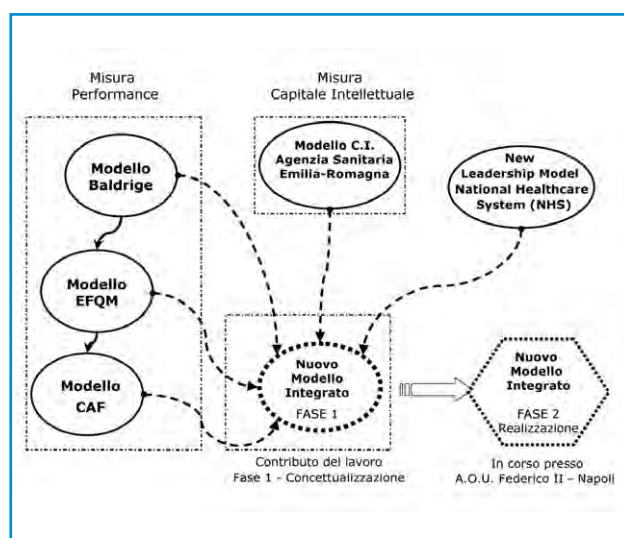 Misura
Performance
Misura
Capitale Intellettuale
Modello
Baldrige
Modello C.I.
Agenzia Sanitaria
Emilia-Romagna
New
Leadership Model
National Healthcare
System (NHS)
Modello
EFQM
Modello
CAF
Nuovo
Modello
Integrato
FASE 1
Nuovo
Modello
Integrato
FASE 2
Realizzazione
Contributo del lavoro
Fase 1 - Concettualizzazione
In corso presso
A.O.U. Federico II – Napoli